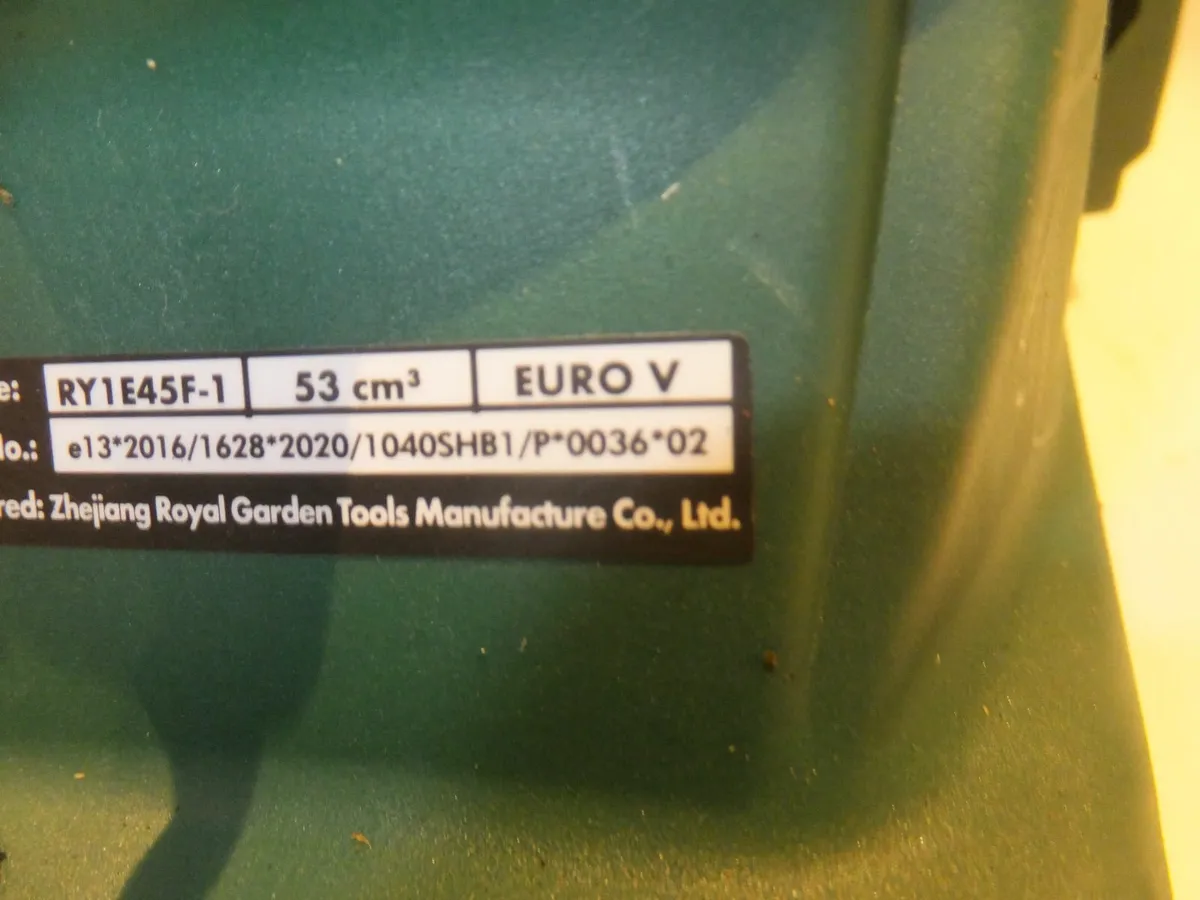 e: RY1E45F-1 53 cm³ EURO V
lo.: e13*2016/1628*2020/1040SHB1/P*0036*02
red: Zhejiang Royal Garden Tools Manufacture Co., Ltd.